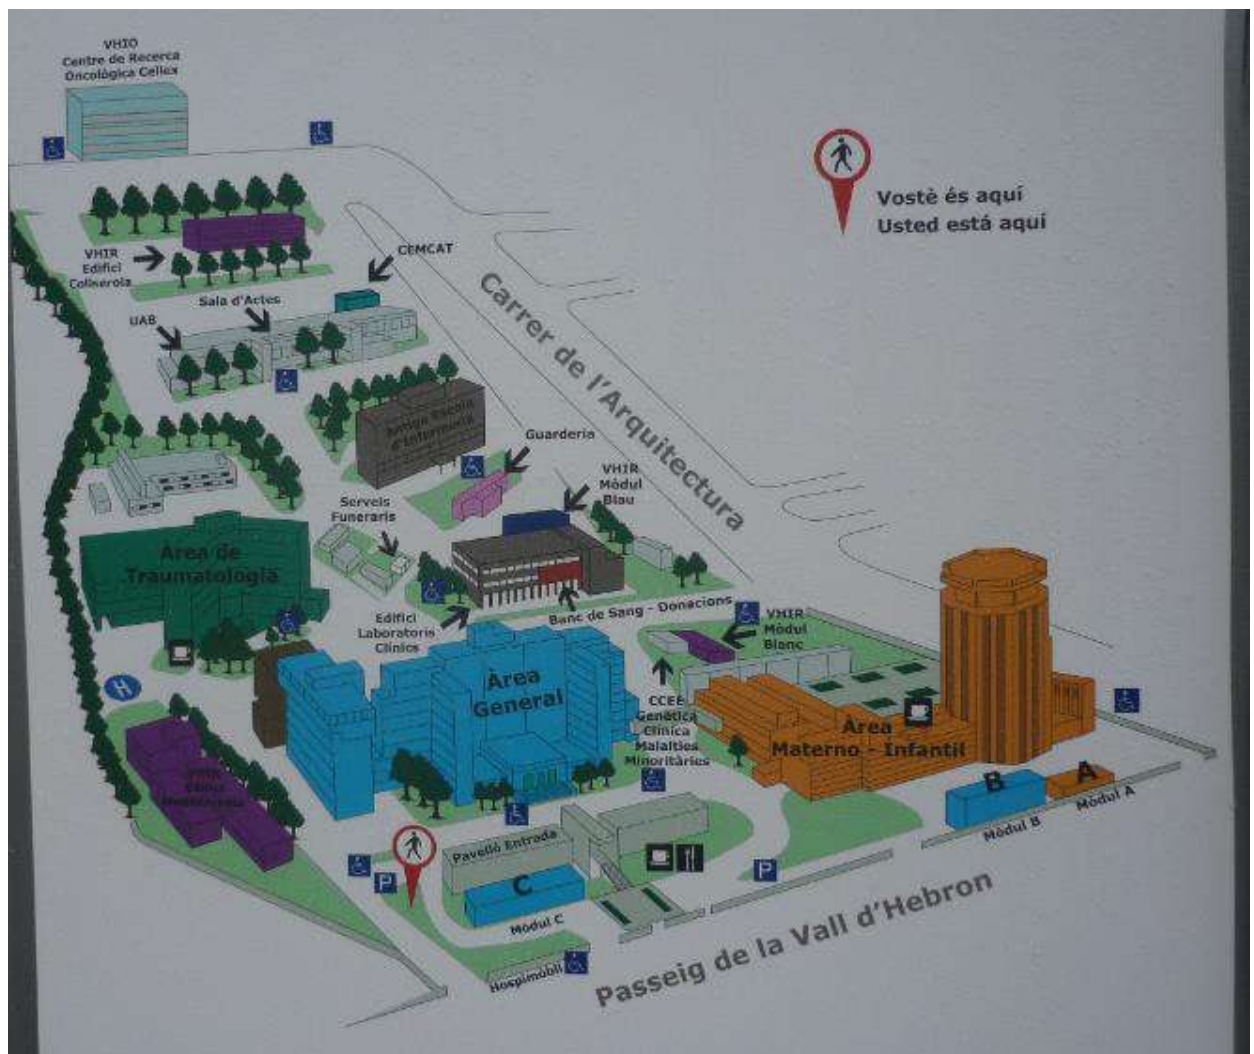 VHIO
Centre de Recerca
Oncològica Cellex
Vostè és aquí
Usted está aquí
VHIR
Edifici
Collserola
CEMCAT
Sala d'Actes
UAB
Carrer de l'Arquitectura
Antiga Escola
d'Infermeria
Guarderia
VHIR
Mòdul
Blau
Serveis
Funeraris
Àrea de
Traumatologia
Edifici
Laboratoris
Clínics
Banc de Sang - Donacions
VHIR
Mòdul
Blanc
Àrea
General
CCEE
Genètica
Clínica
Malalties
Minoritàries
Àrea
Materno - Infantil
H
VHIR
Edifici
B
A
Mòdul A
Mòdul B
Pavelló Entrada
P
P
C
Mòdul C
Passeig de la Vall d'Hebron
Hospimòbil